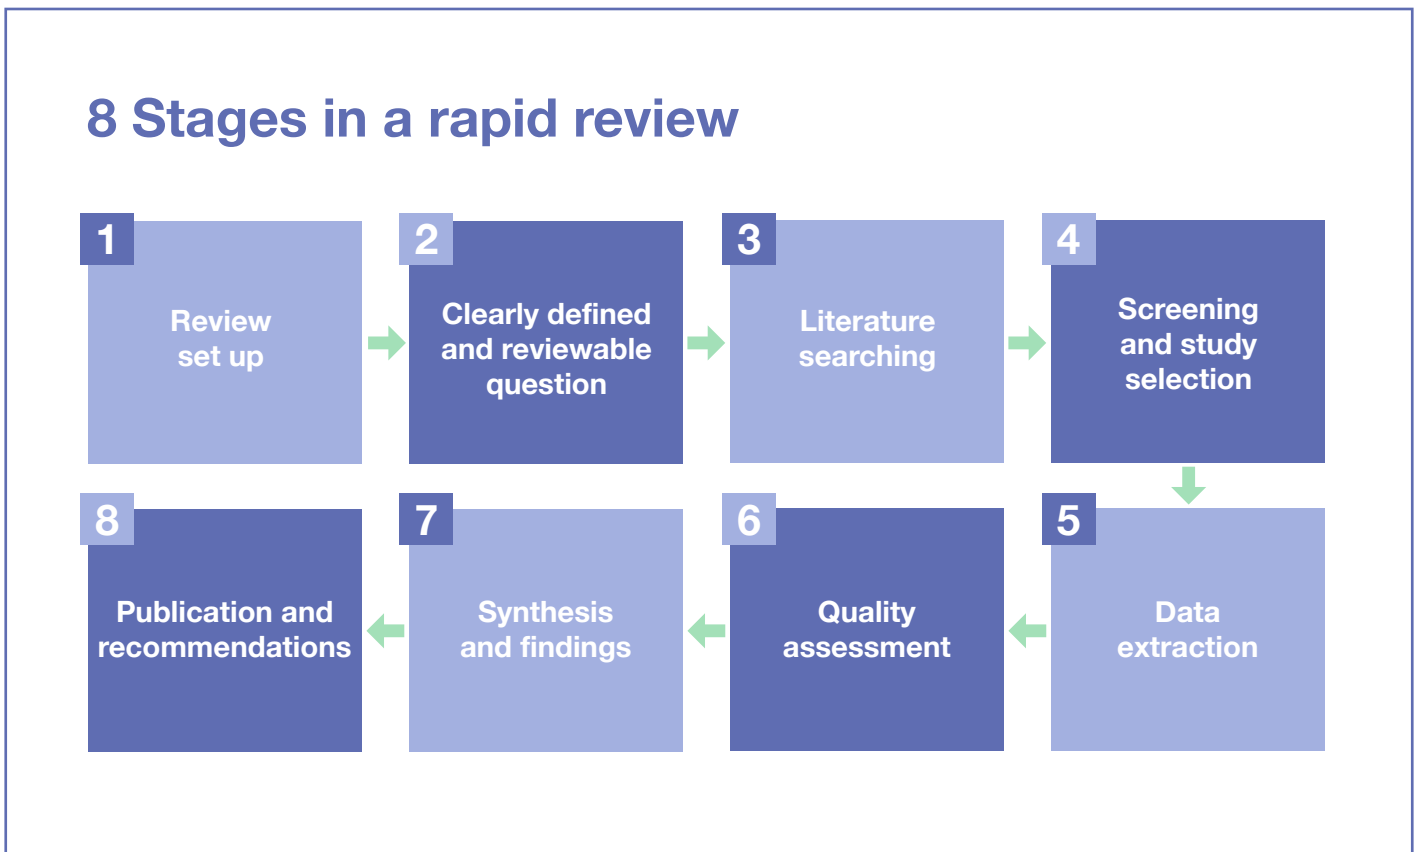 8 Stages in a rapid review
1
Review
set up
2
Clearly defined
and reviewable
question
3
Literature
searching
4
Screening
and study
selection
5
Data
extraction
6
Quality
assessment
7
Synthesis
and findings
8
Publication and
recommendations